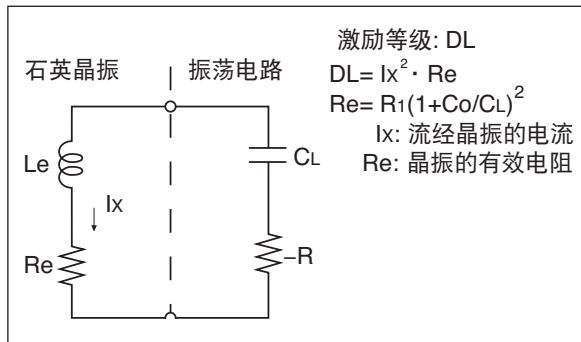 激励等级: DL
石英晶振 振荡电路
DL= Ix²· Re
Re= R1(1+Co/CL)²
Ix: 流经晶振的电流
Re: 晶振的有效电阻
Le
CL
Ix
Re
–R